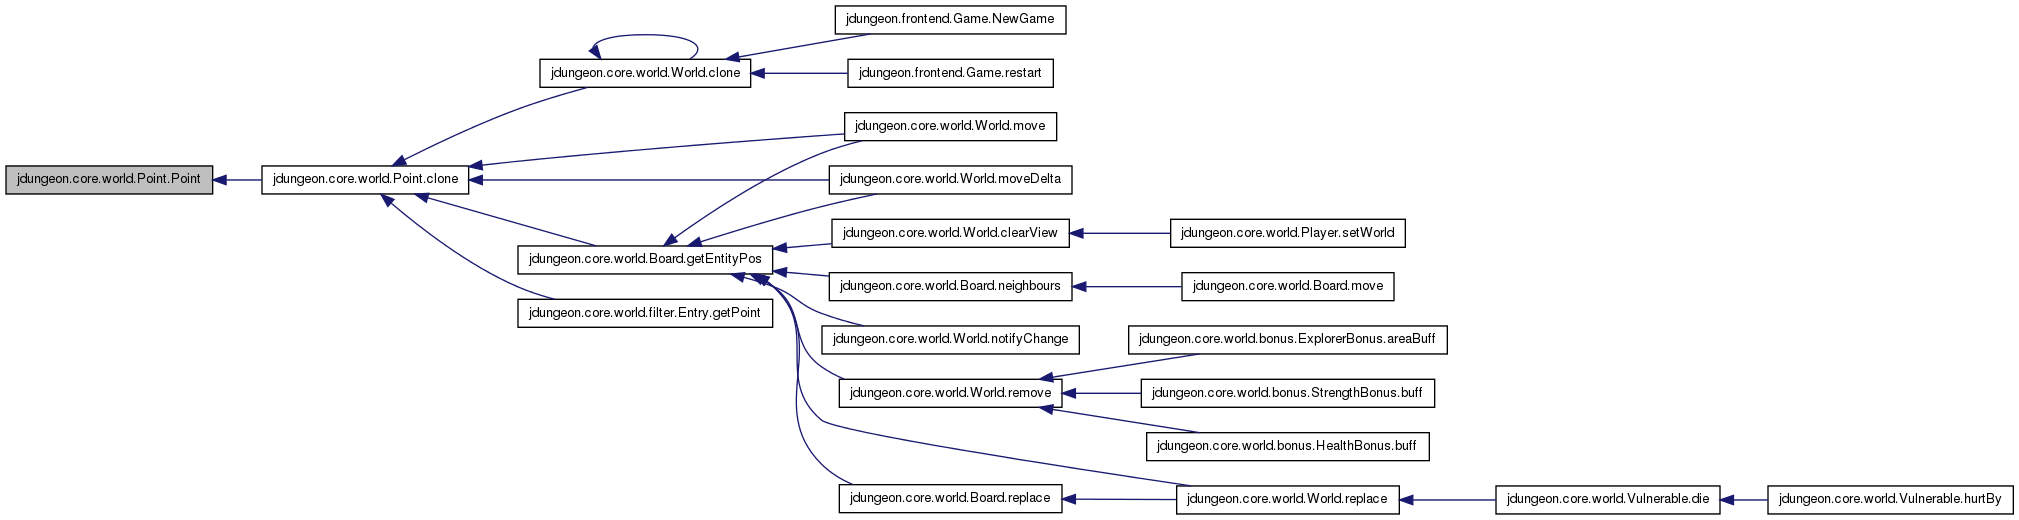 jdungeon.frontend.Game.NewGame
jdungeon.core.world.World.clone
jdungeon.frontend.Game.restart
jdungeon.core.world.World.move
jdungeon.core.world.Point.Point
jdungeon.core.world.Point.clone
jdungeon.core.world.World.moveDelta
jdungeon.core.world.World.clearView
jdungeon.core.world.Player.setWorld
jdungeon.core.world.Board.getEntityPos
jdungeon.core.world.Board.neighbours
jdungeon.core.world.Board.move
jdungeon.core.world.filter.Entry.getPoint
jdungeon.core.world.World.notifyChange
jdungeon.core.world.bonus.ExplorerBonus.areaBuff
jdungeon.core.world.World.remove
jdungeon.core.world.bonus.StrengthBonus.buff
jdungeon.core.world.bonus.HealthBonus.buff
jdungeon.core.world.Board.replace
jdungeon.core.world.World.replace
jdungeon.core.world.Vulnerable.die
jdungeon.core.world.Vulnerable.hurtBy